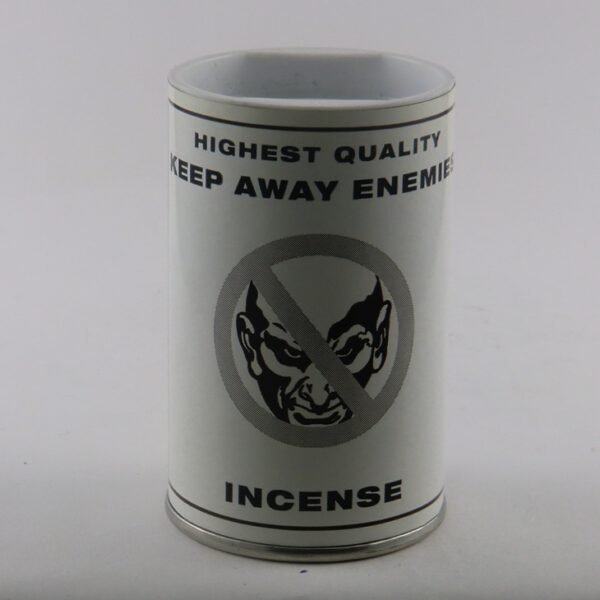 HIGHEST QUALITY
KEEP AWAY ENEMIES
INCENSE